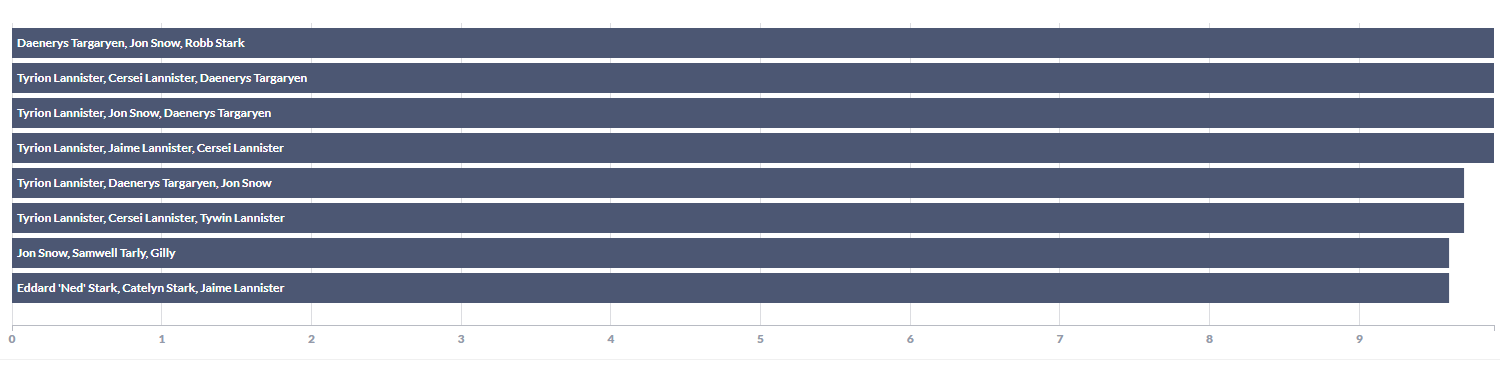 Daenerys Targaryen, Jon Snow, Robb Stark
Tyrion Lannister, Cersei Lannister, Daenerys Targaryen
Tyrion Lannister, Jon Snow, Daenerys Targaryen
Tyrion Lannister, Jaime Lannister, Cersei Lannister
Tyrion Lannister, Daenerys Targaryen, Jon Snow
Tyrion Lannister, Cersei Lannister, Tywin Lannister
Jon Snow, Samwell Tarly, Gilly
Eddard 'Ned' Stark, Catelyn Stark, Jaime Lannister
0 1 2 3 4 5 6 7 8 9